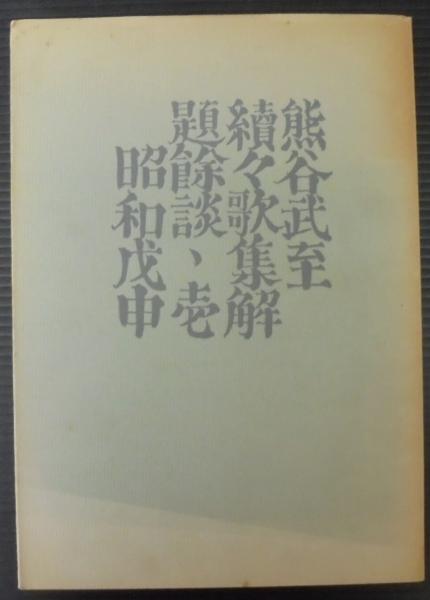 熊谷武至
續々歌集解
題餘談、壱
昭和戊申